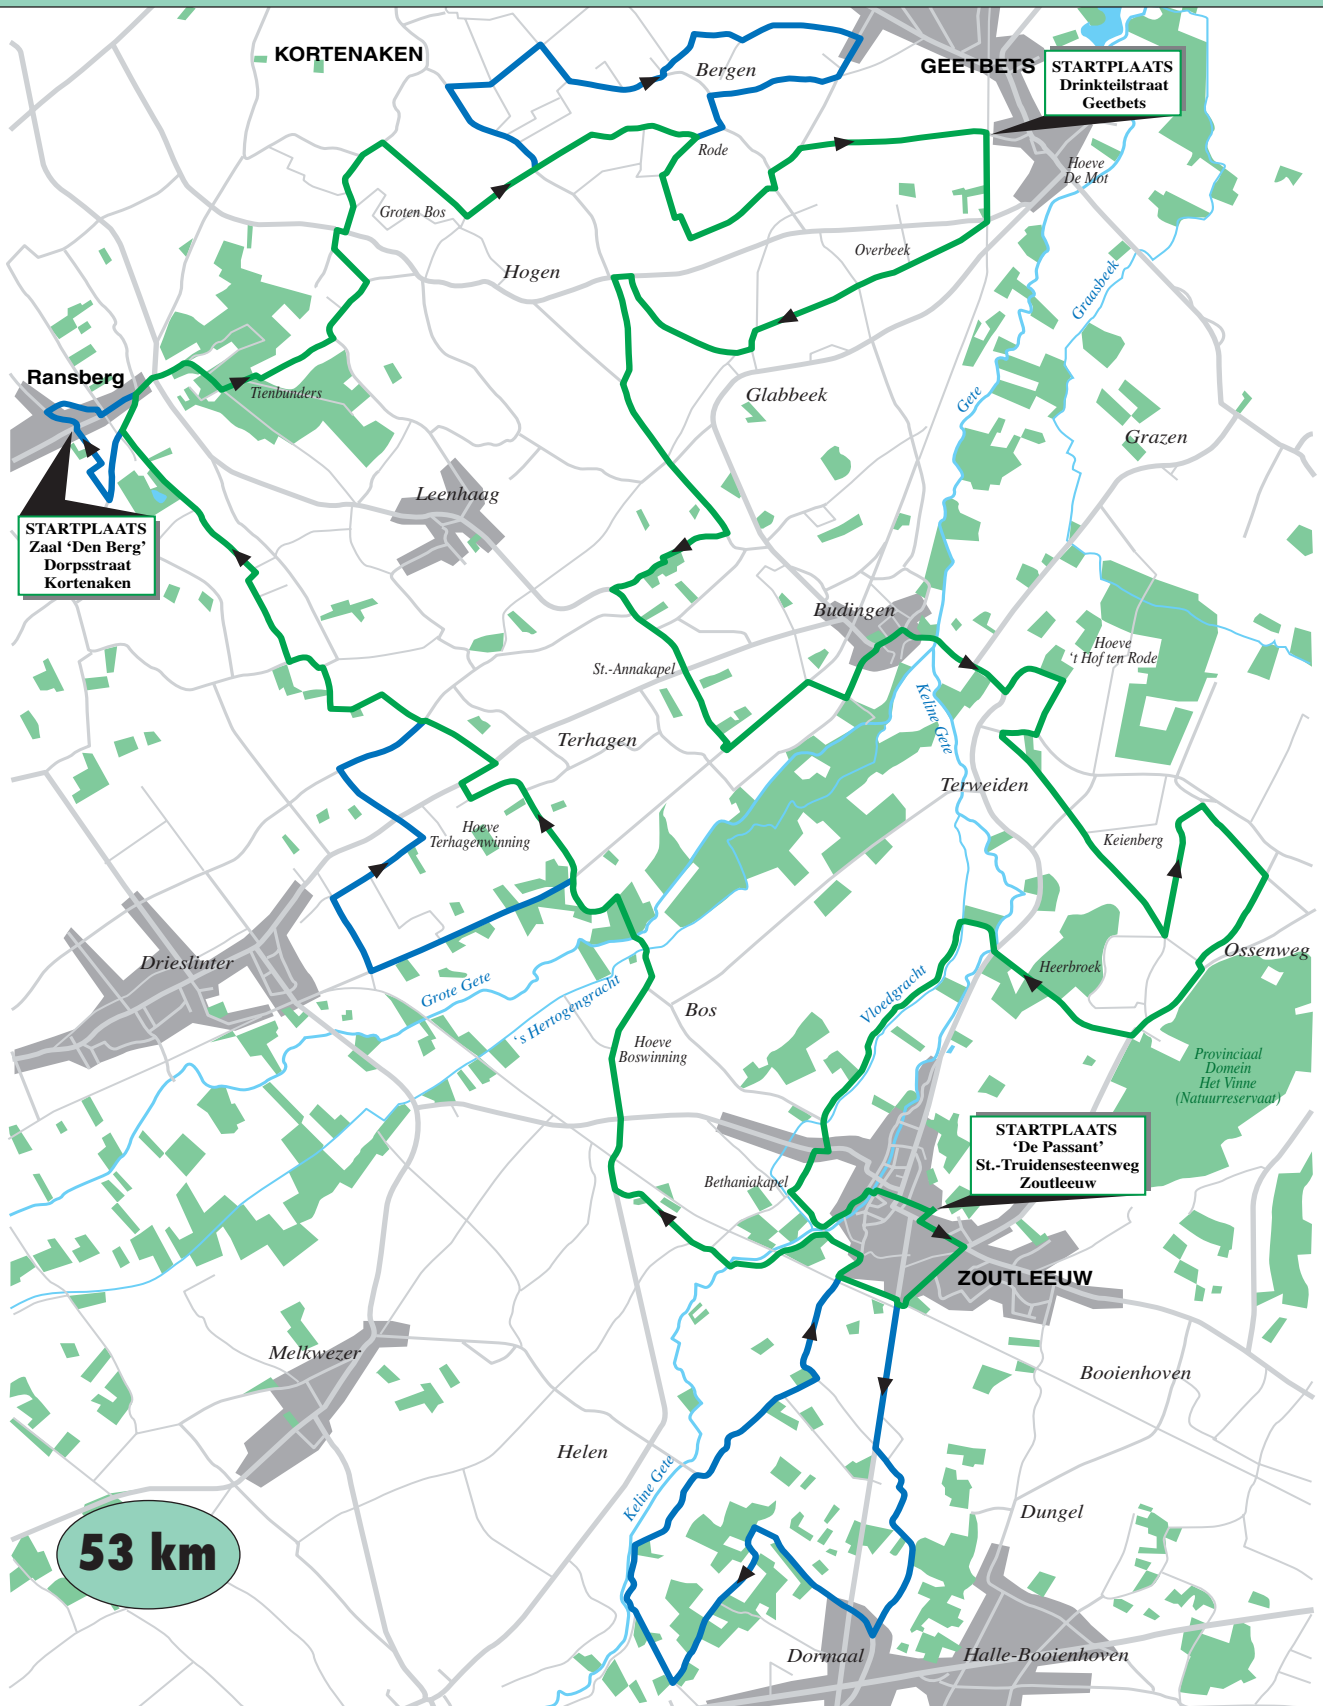 KORTENAKEN
Bergen
GEETBETS
STARTPLAATS
Drinkteilstraat
Geetbets
Rode
Hoeve
De Mot
Groten Bos
Overbeek
Hogen
Graasbeek
Ransberg
Tienbunders
Glabbeek
Gete
Grazen
Leenhaag
STARTPLAATS
Zaal ‘Den Berg’
Dorpsstraat
Kortenaken
Budingen
Hoeve
‘t Hof ten Rode
St.-Annakapel
Keline Gete
Terhagen
Terweiden
Hoeve
Terhagenwinning
Keienberg
Drieslinter
Ossenweg
Heerbroek
Grote Gete
‘s Hertogengracht
Vloedgracht
Bos
Hoeve
Boswinning
Provinciaal
Domein
Het Vinne
(Natuurreservaat)
STARTPLAATS
‘De Passant’
St.-Truidensesteenweg
Zoutleeuw
Bethaniakapel
ZOUTLEEUW
Melkwezer
Booienhoven
Helen
Keline Gete
Dungel
53 km
Dormaal
Halle-Booienhoven